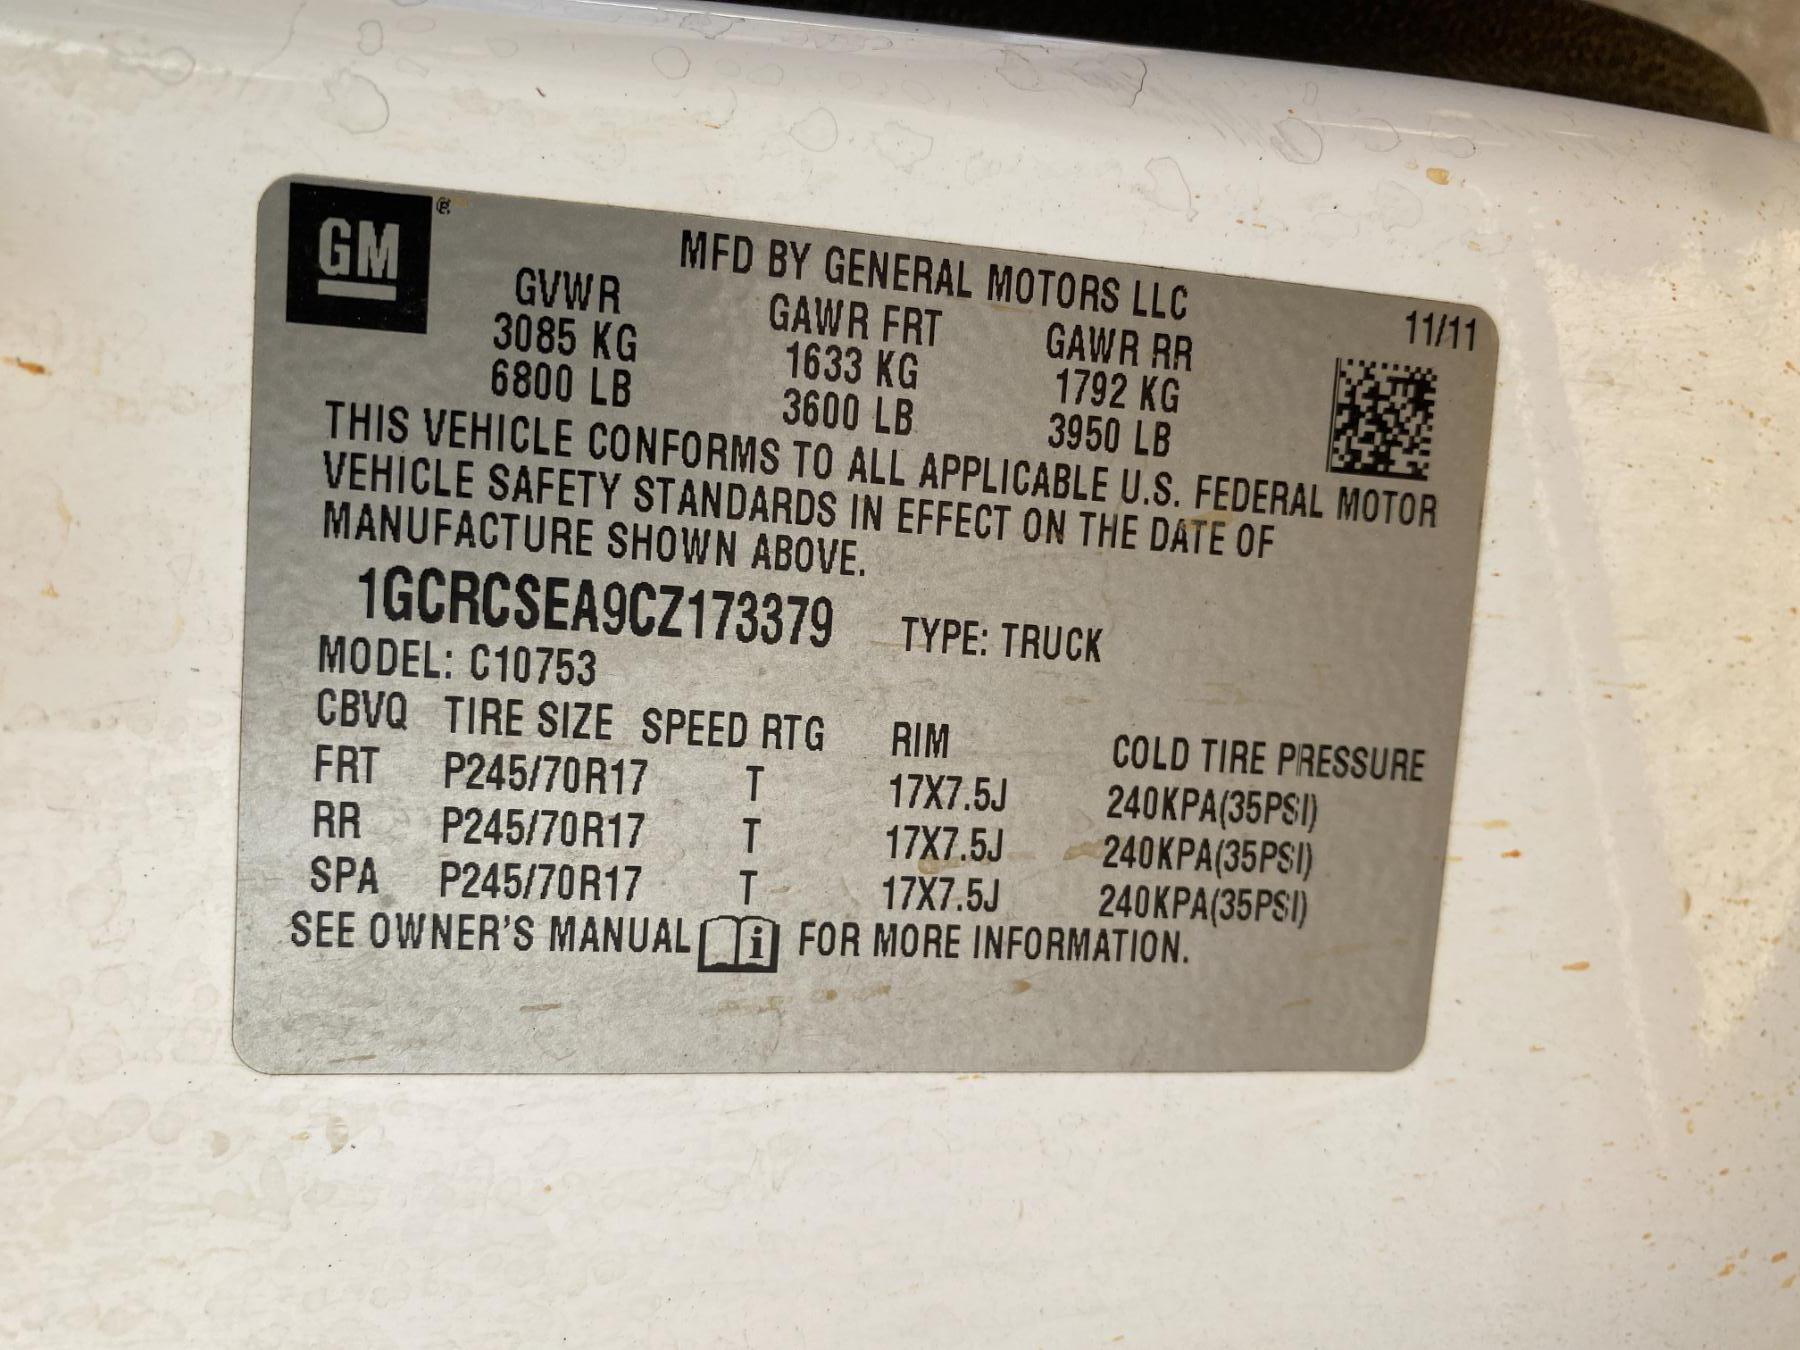 GM
MFD BY GENERAL MOTORS LLC
11/11
GVWR GAWR FRT GAWR RR
3085 KG 1633 KG 1792 KG
6800 LB 3600 LB 3950 LB
THIS VEHICLE CONFORMS TO ALL APPLICABLE U.S. FEDERAL MOTOR
VEHICLE SAFETY STANDARDS IN EFFECT ON THE DATE OF
MANUFACTURE SHOWN ABOVE.
1GCRCSEA9CZ173379 TYPE: TRUCK
MODEL: C10753
CBVQ TIRE SIZE SPEED RTG RIM COLD TIRE PRESSURE
FRT P245/70R17 T 17X7.5J 240KPA(35PSI)
RR P245/70R17 T 17X7.5J 240KPA(35PSI)
SPA P245/70R17 T 17X7.5J 240KPA(35PSI)
SEE OWNER'S MANUAL i FOR MORE INFORMATION.